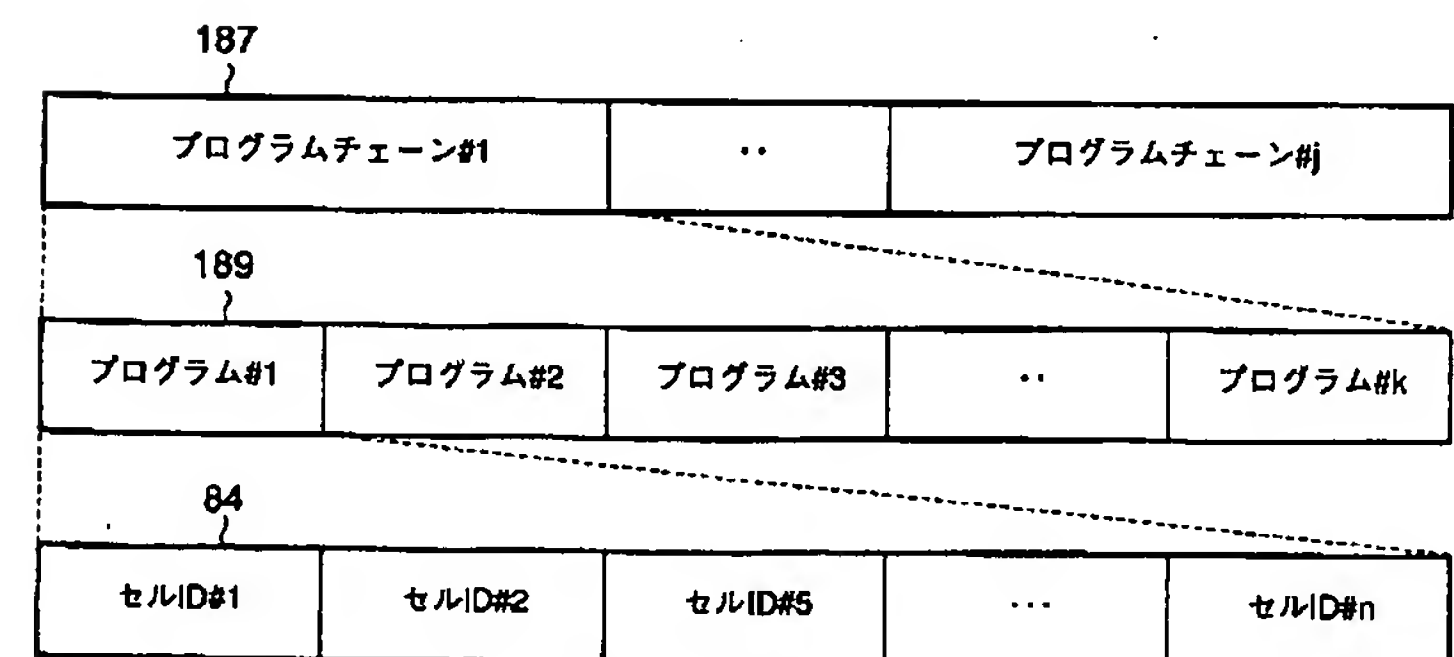 187
プログラムチェーン#1 ‥ プログラムチェーン#j
189
プログラム#1 プログラム#2 プログラム#3 ‥ プログラム#k
84
セルID#1 セルID#2 セルID#5 ... セルID#n